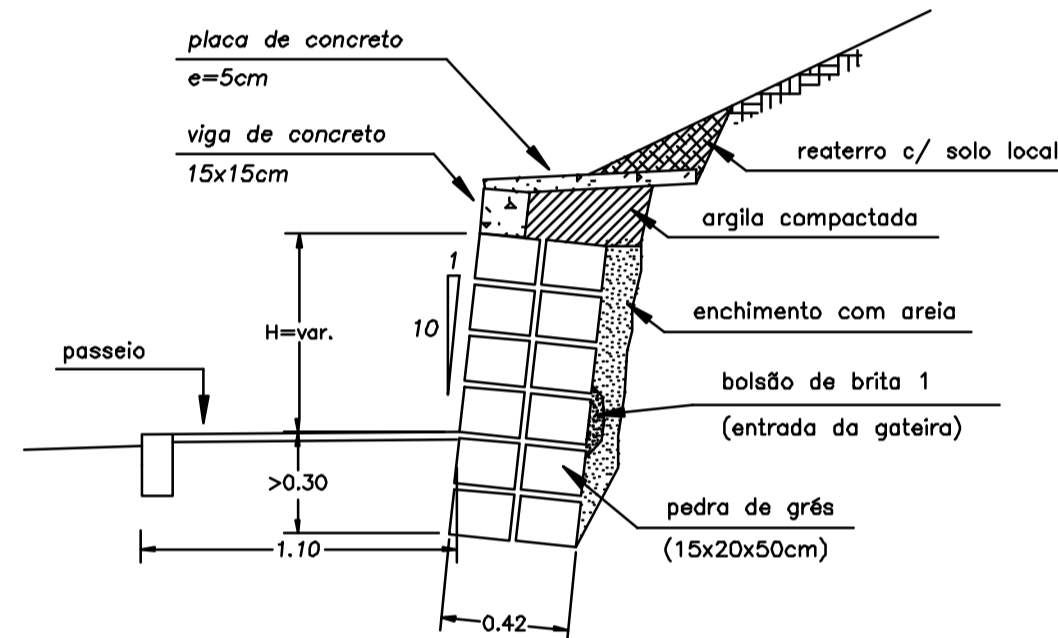 placa de concreto
e=5cm
viga de concreto
15x15cm
reaterro c/ solo local
argila compactada
1
10
H=var.
enchimento com areia
passeio
bolsão de brita 1
(entrada da gateira)
>0.30
pedra de grés
(15x20x50cm)
1.10
0.42